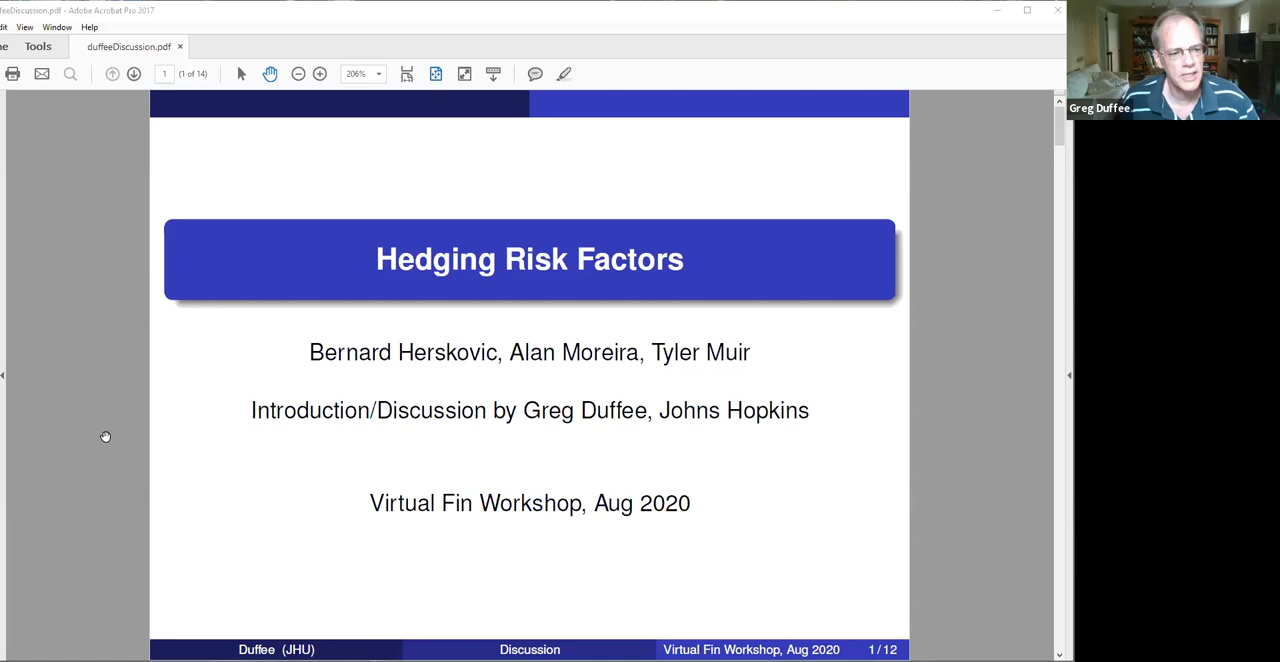 feeDiscussion.pdf - Adobe Acrobat Pro 2017
dit View Window Help
ne Tools duffeeDiscussion.pdf ×
1 (1 of 14) 206%
Greg Duffee
Hedging Risk Factors
Bernard Herskovic, Alan Moreira, Tyler Muir
Introduction/Discussion by Greg Duffee, Johns Hopkins
Virtual Fin Workshop, Aug 2020
Duffee (JHU) Discussion Virtual Fin Workshop, Aug 2020 1 / 12